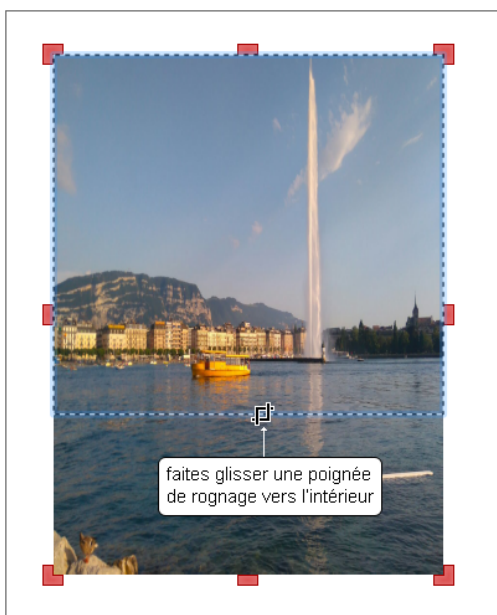 faites glisser une poignée
de rognage vers l'intérieur